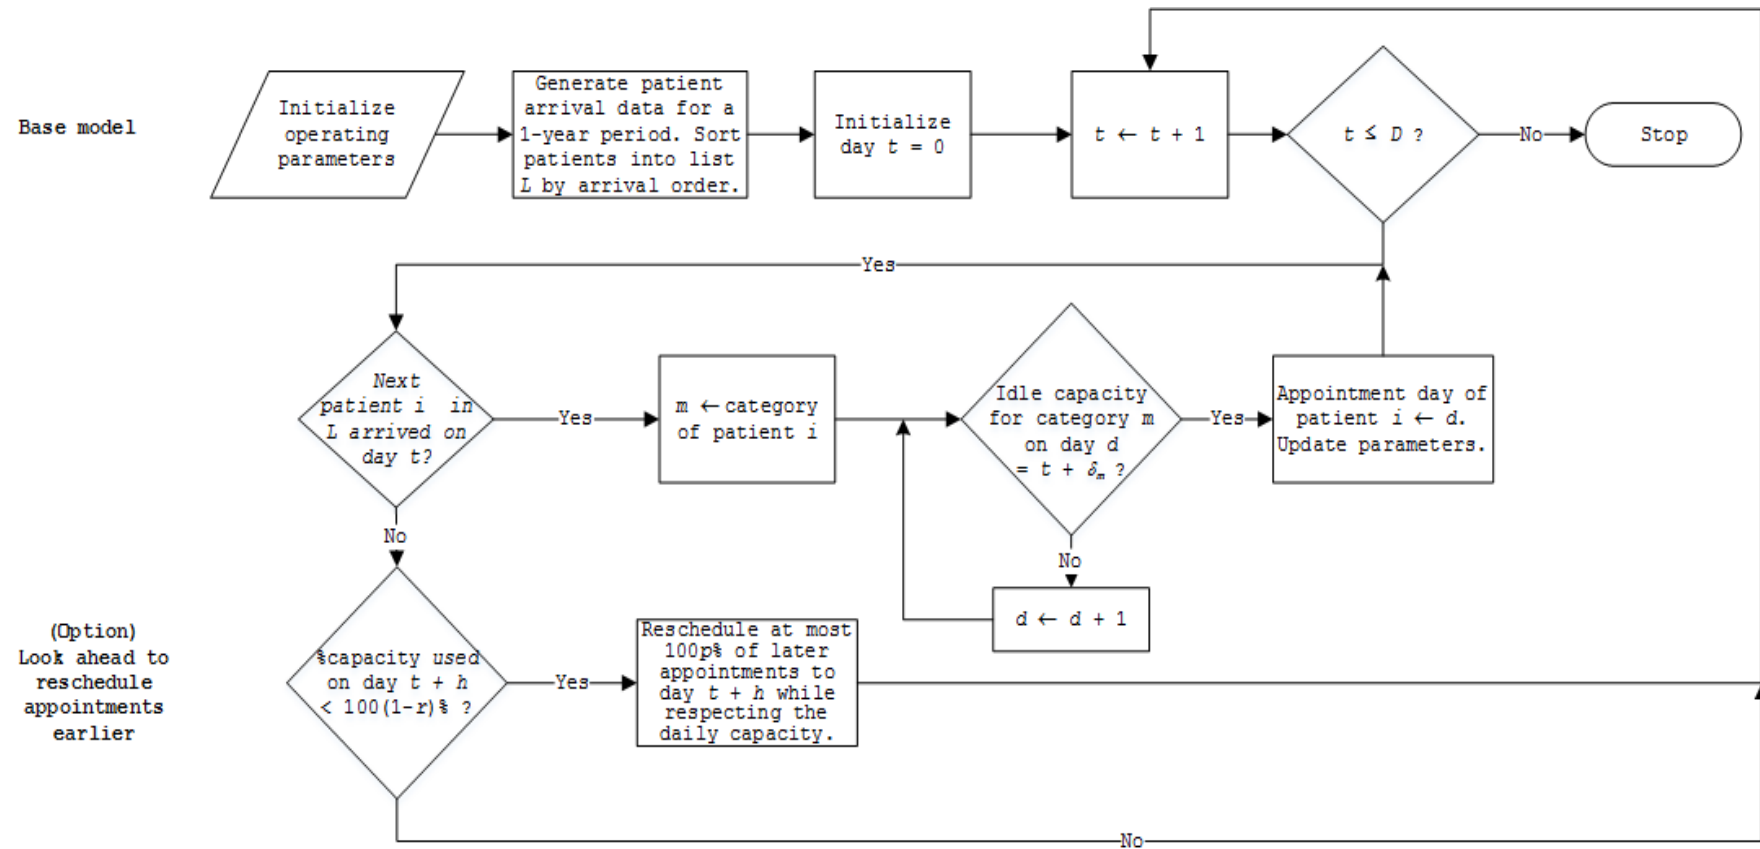 Base model
Initialize
operating
parameters
Generate patient
arrival data for a
1-year period. Sort
patients into list
L by arrival order.
Initialize
day t = 0
t ← t + 1
t ≤ D ?
No
Stop
Yes
Next
patient i in
L arrived on
day t?
Yes
m ← category
of patient i
Idle capacity
for category m
on day d
= t + δₘ ?
Yes
Appointment day of
patient i ← d.
Update parameters.
No
No
d ← d + 1
(Option)
Look ahead to
reschedule
appointments
earlier
%capacity used
on day t + h
< 100(1-r)% ?
Yes
Reschedule at most
100p% of later
appointments to
day t + h while
respecting the
daily capacity.
No